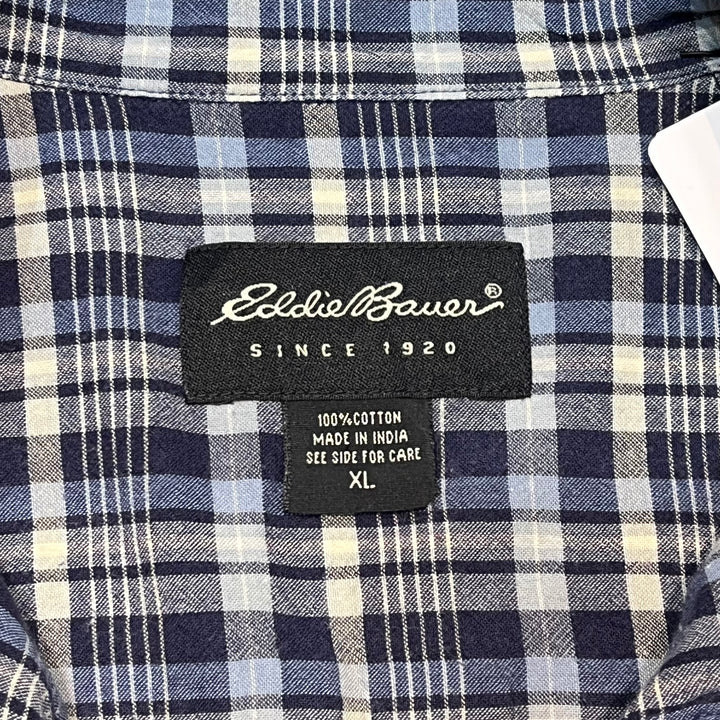 Eddie Bauer®
SINCE 1920
100% COTTON
MADE IN INDIA
SEE SIDE FOR CARE
XL.